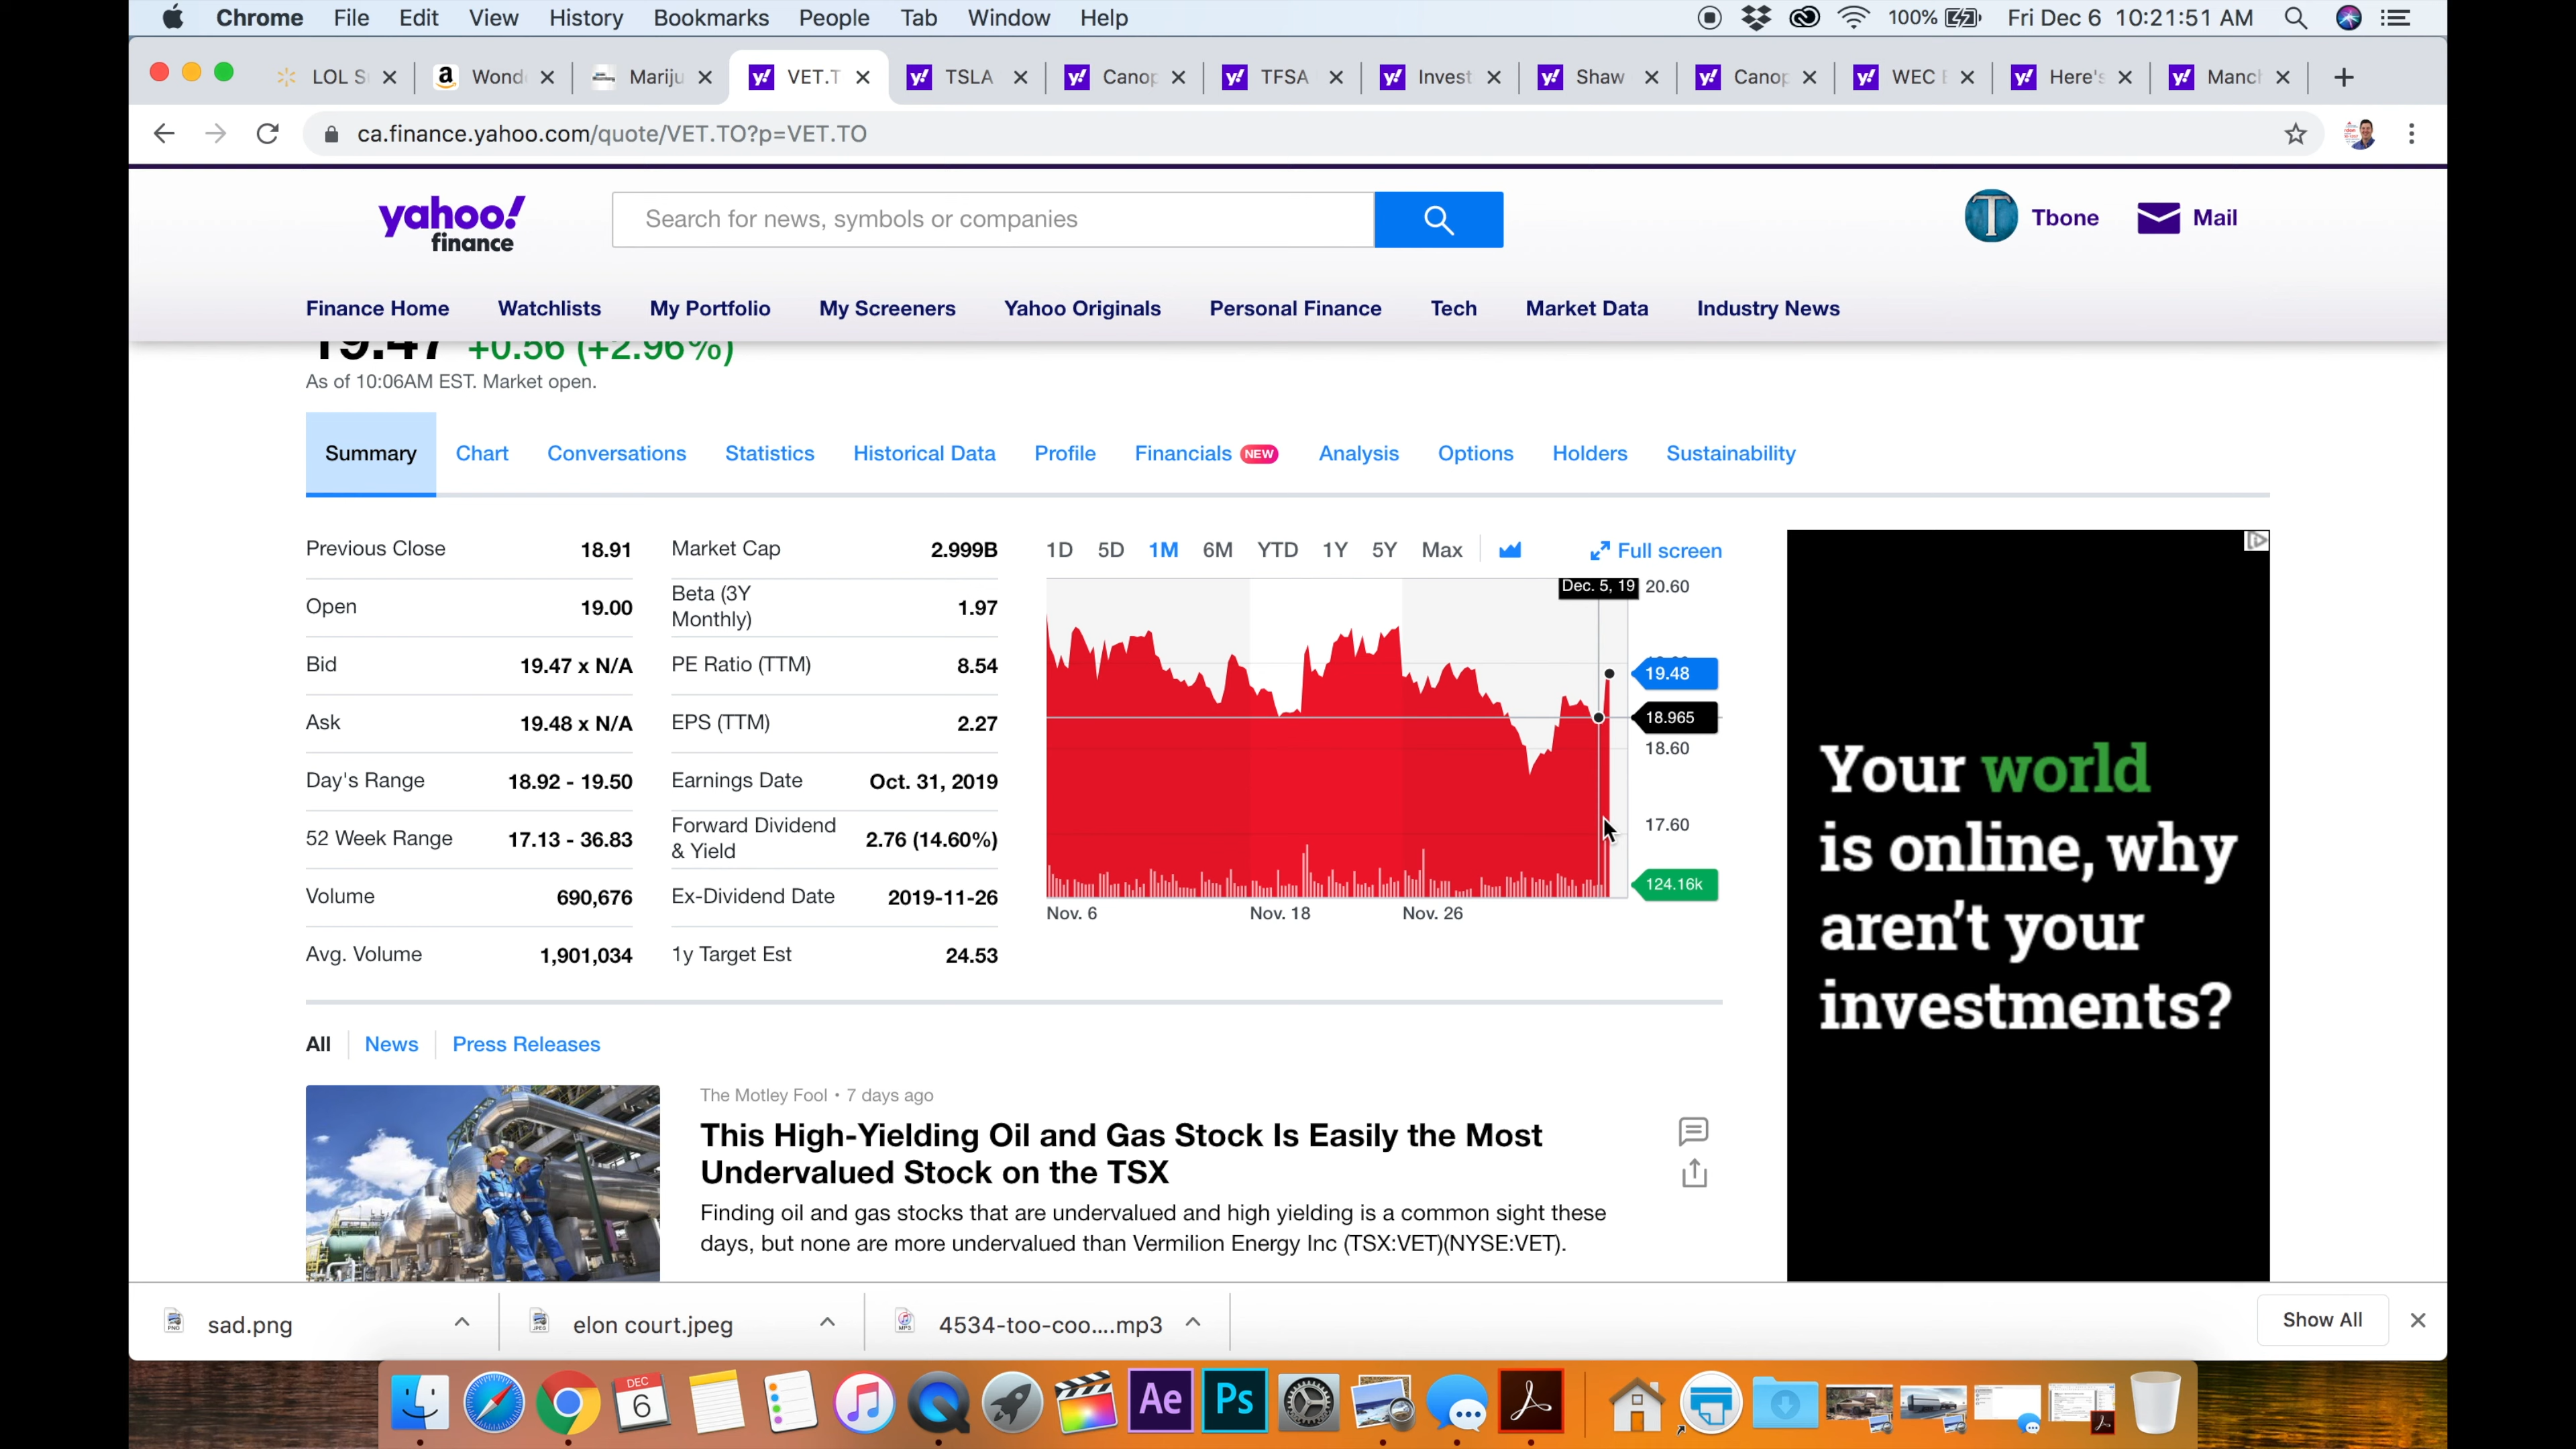 Chrome File Edit View History Bookmarks People Tab Window Help 100% Fri Dec 6 10:21:51 AM
LOL S Wond Mariju VET.T TSLA Canop TFSA Invest Shaw Canop WEC E Here's Manch
ca.finance.yahoo.com/quote/VET.TO?p=VET.TO
yahoo!
finance
Search for news, symbols or companies
T Tbone Mail
Finance Home Watchlists My Portfolio My Screeners Yahoo Originals Personal Finance Tech Market Data Industry News
19.47 +0.56 (+2.96%)
As of 10:06AM EST. Market open.
Summary Chart Conversations Statistics Historical Data Profile Financials NEW Analysis Options Holders Sustainability
Previous Close 18.91
Open 19.00
Bid 19.47 x N/A
Ask 19.48 x N/A
Day's Range 18.92 - 19.50
52 Week Range 17.13 - 36.83
Volume 690,676
Avg. Volume 1,901,034
Market Cap 2.999B
Beta (3Y
Monthly) 1.97
PE Ratio (TTM) 8.54
EPS (TTM) 2.27
Earnings Date Oct. 31, 2019
Forward Dividend
& Yield 2.76 (14.60%)
Ex-Dividend Date 2019-11-26
1y Target Est 24.53
1D 5D 1M 6M YTD 1Y 5Y Max Full screen
Dec. 5, 19 20.60
19.48
18.965
18.60
17.60
124.16k
Nov. 6 Nov. 18 Nov. 26
Your world
is online, why
aren't your
investments?
All News Press Releases
The Motley Fool • 7 days ago
This High-Yielding Oil and Gas Stock Is Easily the Most
Undervalued Stock on the TSX
Finding oil and gas stocks that are undervalued and high yielding is a common sight these
days, but none are more undervalued than Vermilion Energy Inc (TSX:VET)(NYSE:VET).
sad.png elon court.jpeg 4534-too-coo....mp3 Show All
DEC
6
Ae Ps